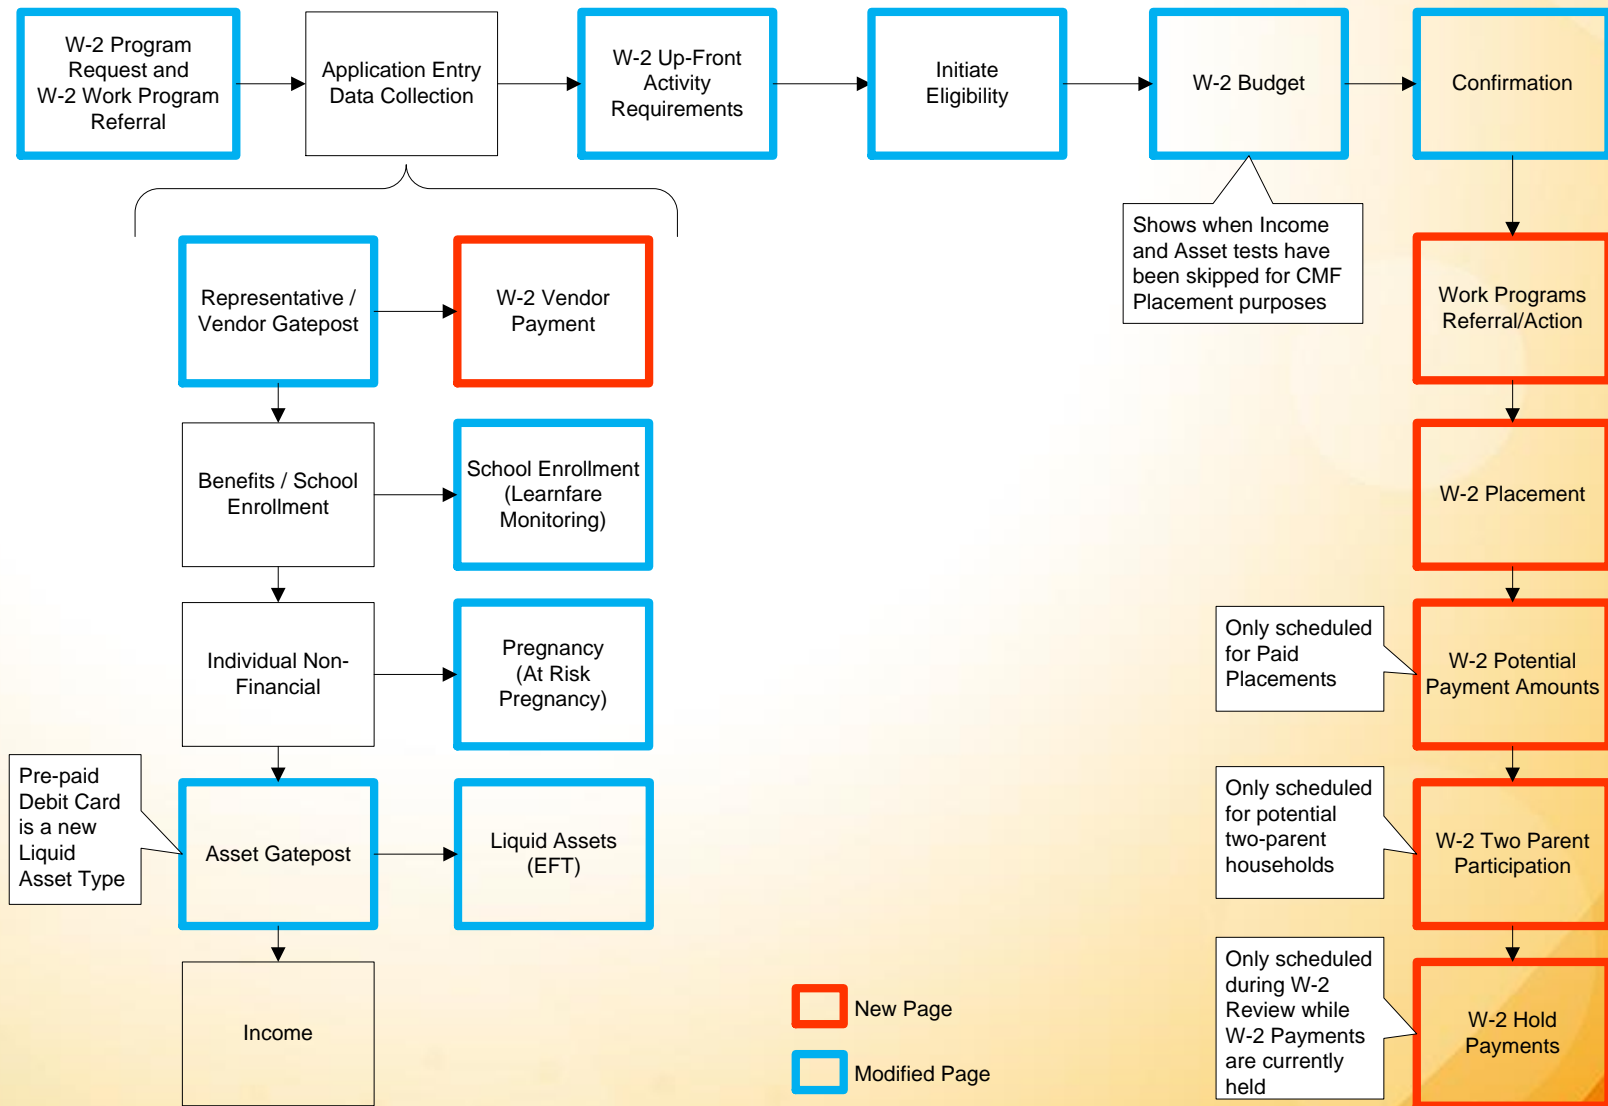 W-2 Program
Request and
W-2 Work Program
Referral
Application Entry
Data Collection
W-2 Up-Front
Activity
Requirements
Initiate
Eligibility
W-2 Budget
Confirmation
Shows when Income
and Asset tests have
been skipped for CMF
Placement purposes
Representative /
Vendor Gatepost
W-2 Vendor
Payment
Work Programs
Referral/Action
Benefits / School
Enrollment
School Enrollment
(Learnfare
Monitoring)
W-2 Placement
Individual Non-
Financial
Pregnancy
(At Risk
Pregnancy)
Only scheduled
for Paid
Placements
W-2 Potential
Payment Amounts
Pre-paid
Debit Card
is a new
Liquid
Asset Type
Asset Gatepost
Liquid Assets
(EFT)
Only scheduled
for potential
two-parent
households
W-2 Two Parent
Participation
Income
New Page
Modified Page
Only scheduled
during W-2
Review while
W-2 Payments
are currently
held
W-2 Hold
Payments